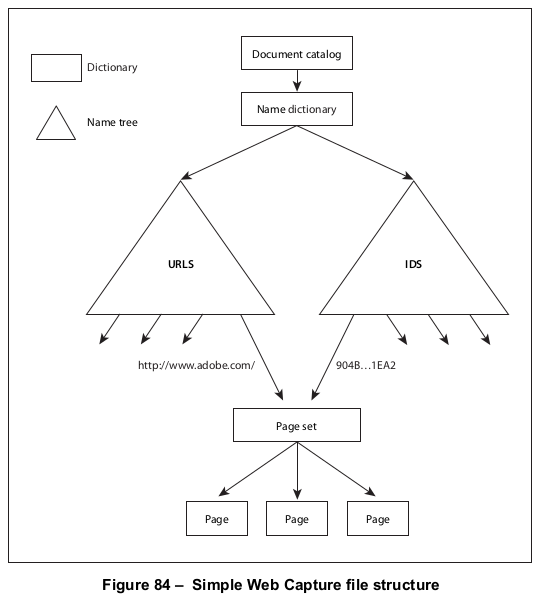 Document catalog
Dictionary
Name dictionary
Name tree
URLS
IDS
http://www.adobe.com/
904B...1EA2
Page set
Page
Page
Page
Figure 84 – Simple Web Capture file structure